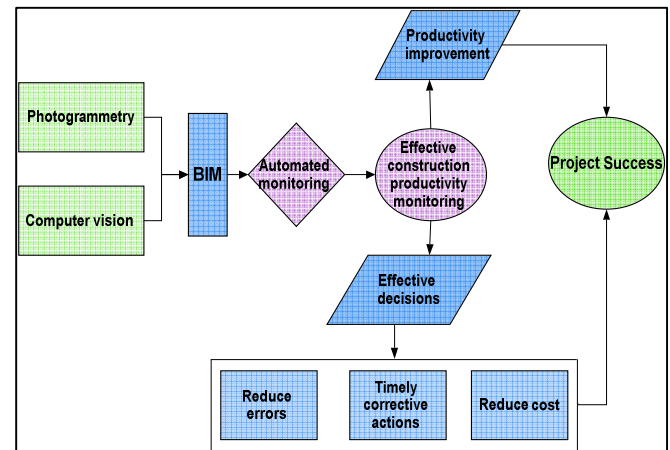 Productivity
improvement
Photogrammetry
Computer vision
BIM
Automated
monitoring
Effective
construction
productivity
monitoring
Project Success
Effective
decisions
Reduce
errors
Timely
corrective
actions
Reduce cost